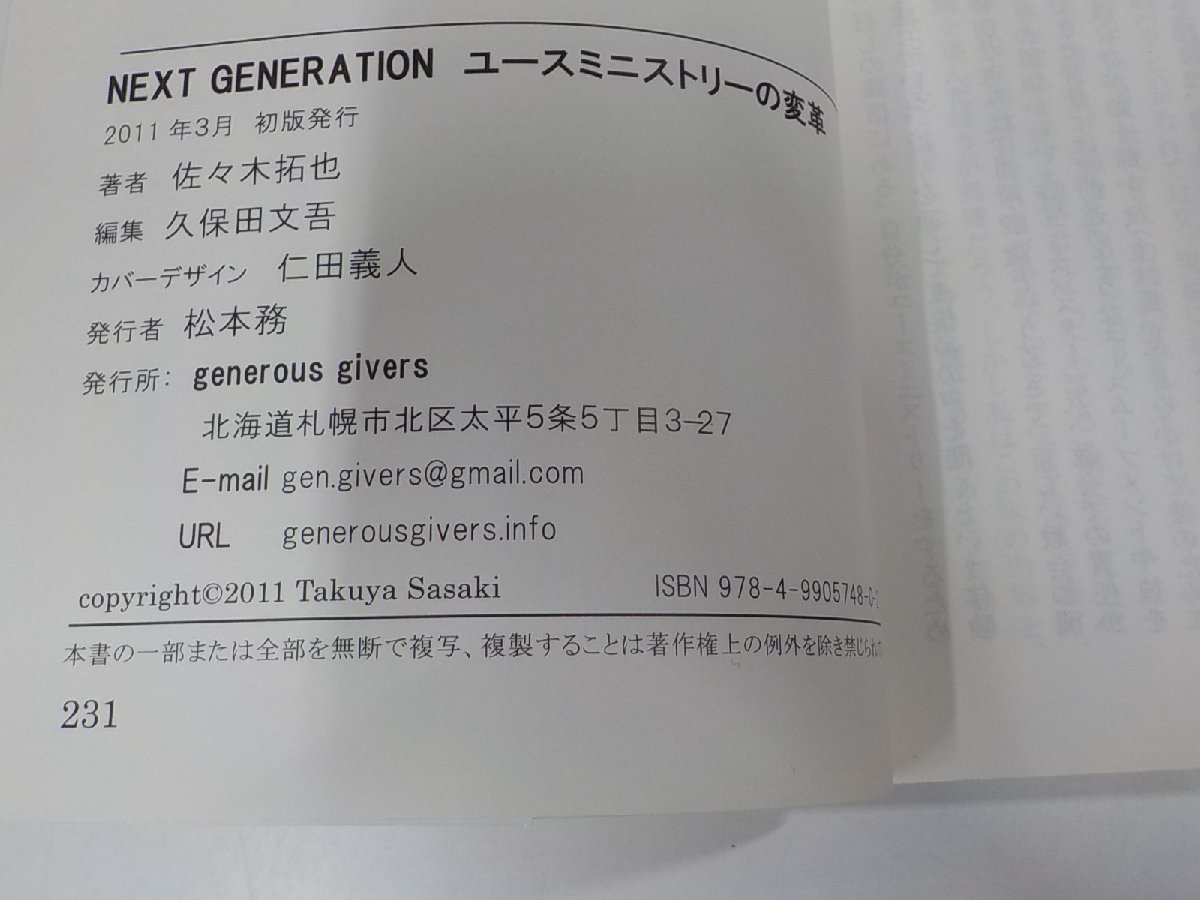 NEXT GENERATION ユースミニストリーの変革
2011年3月 初版発行
著者 佐々木拓也
編集 久保田文吾
カバーデザイン 仁田義人
発行者 松本務
発行所： generous givers
北海道札幌市北区太平5条5丁目3-27
E-mail gen.givers@gmail.com
URL generousgivers.info
copyright©2011 Takuya Sasaki ISBN 978-4-9905748-0-
本書の一部または全部を無断で複写、複製することは著作権上の例外を除き禁じられて
231